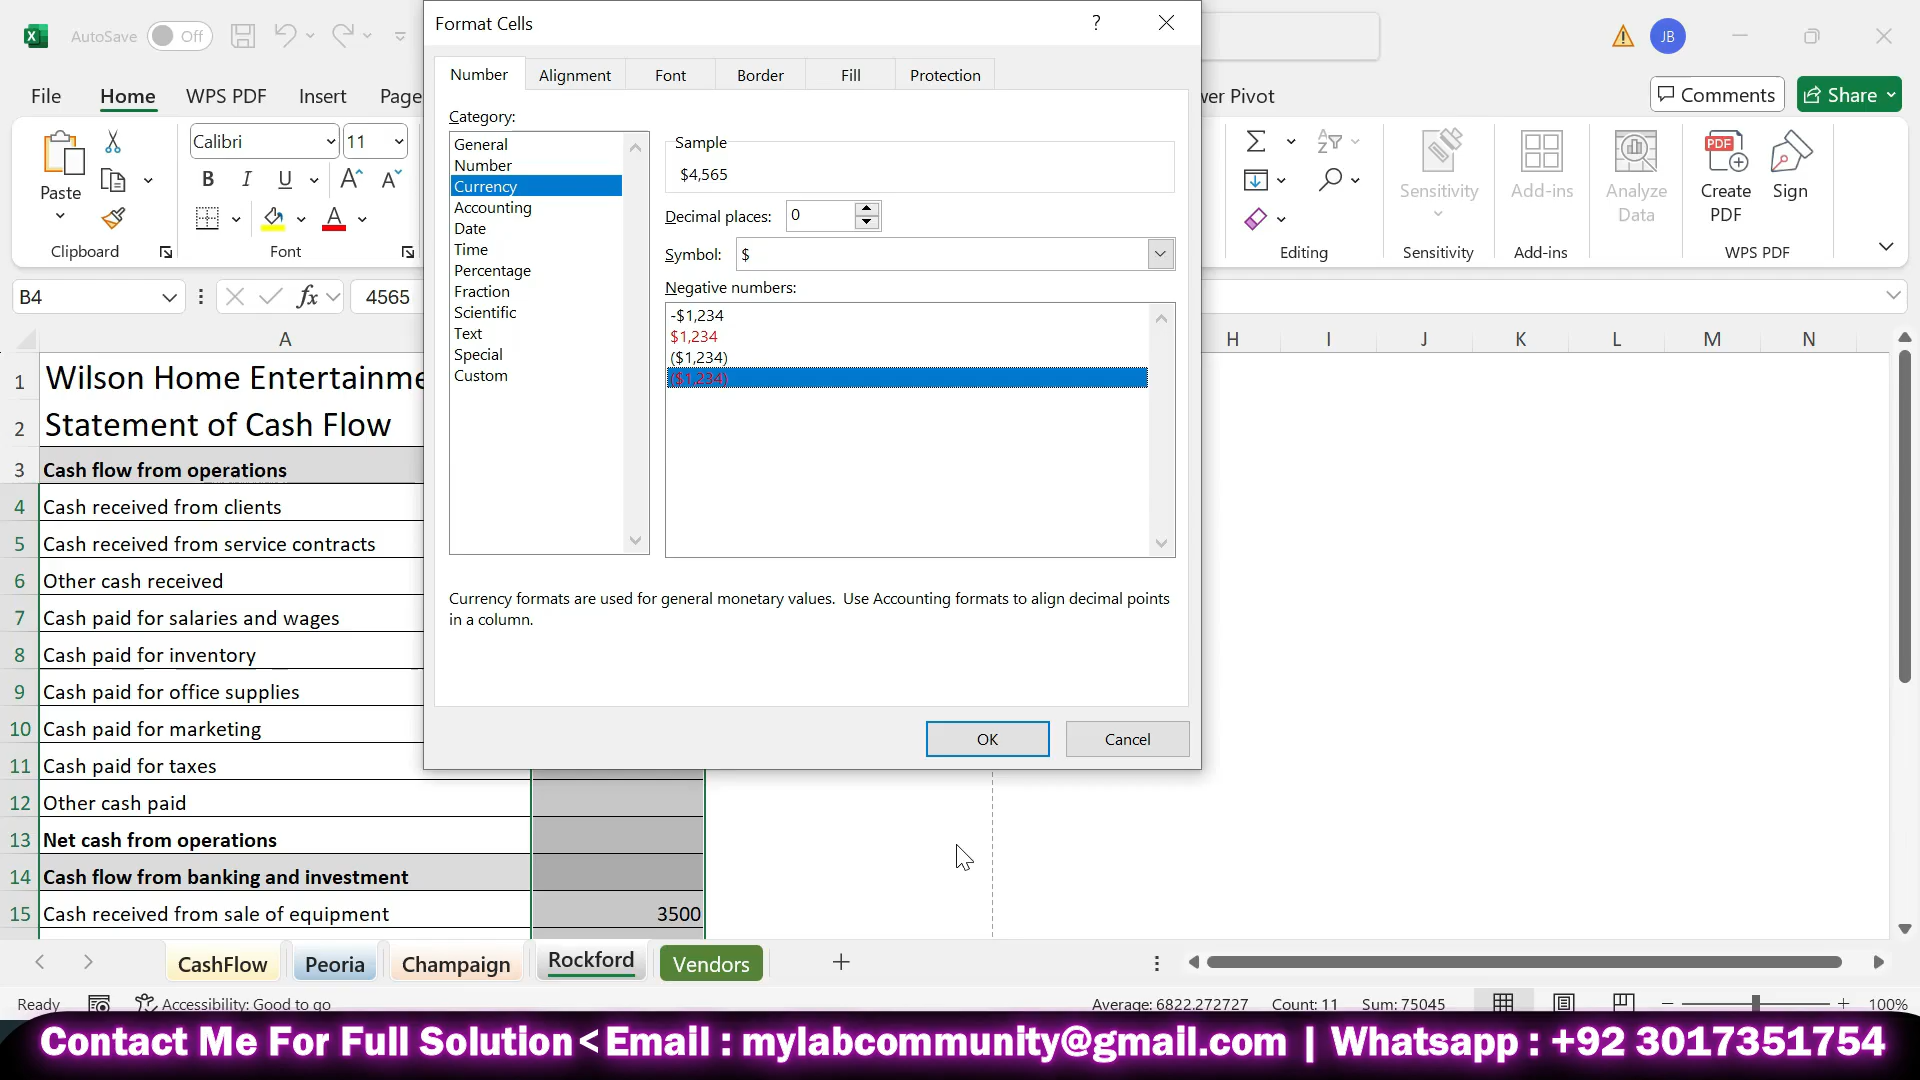 Format Cells
?
AutoSave
Off
JB
File
Home
WPS PDF
Insert
Page
Number
Alignment
Font
Border
Fill
Protection
wer Pivot
Comments
Share
Paste
Clipboard
Calibri
11
B I U
A A
A
Font
Editing
Sensitivity
Sensitivity
Add-ins
Add-ins
Analyze
Data
PDF
Create
PDF
Sign
WPS PDF
Category:
General
Number
Currency
Accounting
Date
Time
Percentage
Fraction
Scientific
Text
Special
Custom
Sample
$4,565
Decimal places:
0
Symbol:
$
Negative numbers:
-$1,234
$1,234
($1,234)
($1,234)
Currency formats are used for general monetary values.  Use Accounting formats to align decimal points
in a column.
OK
Cancel
B4
fx
4565
A
H I J K L M N
1 Wilson Home Entertainme
2 Statement of Cash Flow
3 Cash flow from operations
4 Cash received from clients
5 Cash received from service contracts
6 Other cash received
7 Cash paid for salaries and wages
8 Cash paid for inventory
9 Cash paid for office supplies
10 Cash paid for marketing
11 Cash paid for taxes
12 Other cash paid
13 Net cash from operations
14 Cash flow from banking and investment
15 Cash received from sale of equipment 3500
CashFlow
Peoria
Champaign
Rockford
Vendors
Ready
Accessibility: Good to go
Average: 6822.272727
Count: 11
Sum: 75045
100%
Contact Me For Full Solution < Email : mylabcommunity@gmail.com | Whatsapp : +92 3017351754